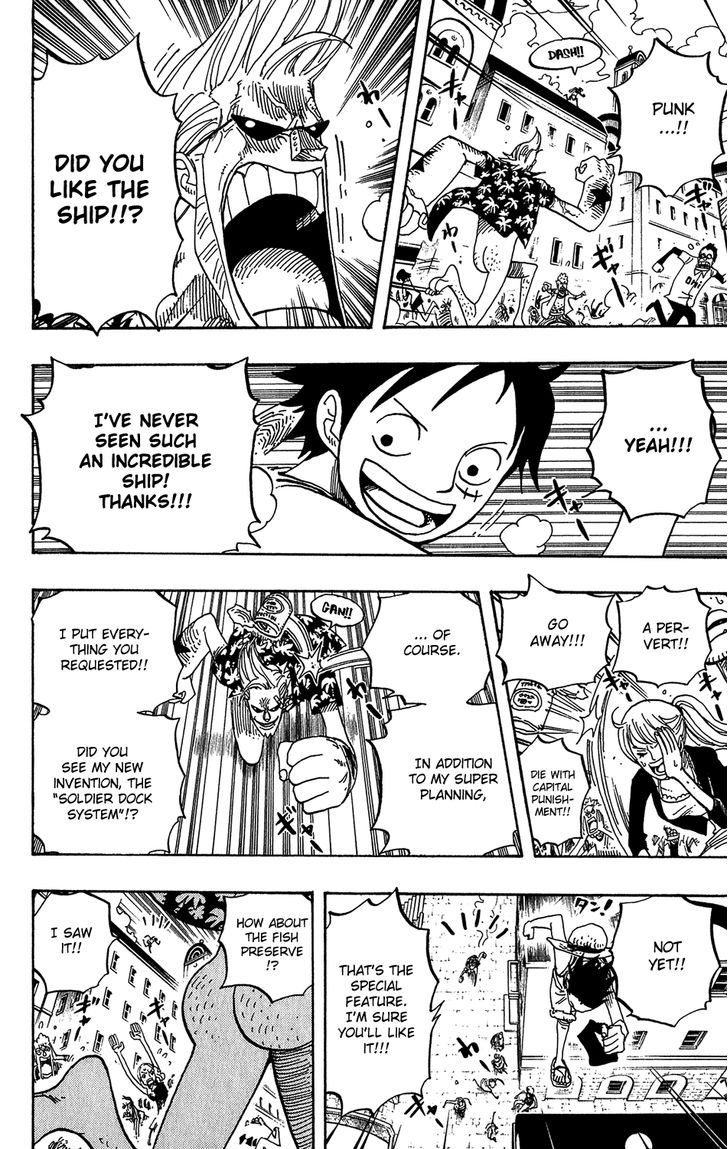 PUNK
...!!
DASH!!
DID YOU
LIKE THE
SHIP!!?
...
YEAH!!!
I'VE NEVER
SEEN SUCH
AN INCREDIBLE
SHIP!
THANKS!!!
A PER-
VERT!!
GO
AWAY!!!
DIE WITH
CAPITAL
PUNISH-
MENT!!
... OF
COURSE.
IN ADDITION
TO MY SUPER
PLANNING,
GAN!!
I PUT EVERY-
THING YOU
REQUESTED!!
DID YOU
SEE MY NEW
INVENTION, THE
"SOLDIER DOCK
SYSTEM"!?
NOT
YET!!
タン!
THAT'S THE
SPECIAL
FEATURE.
I'M SURE
YOU'LL LIKE
IT!!!
HOW ABOUT
THE FISH
PRESERVE
!?
I SAW
IT!!